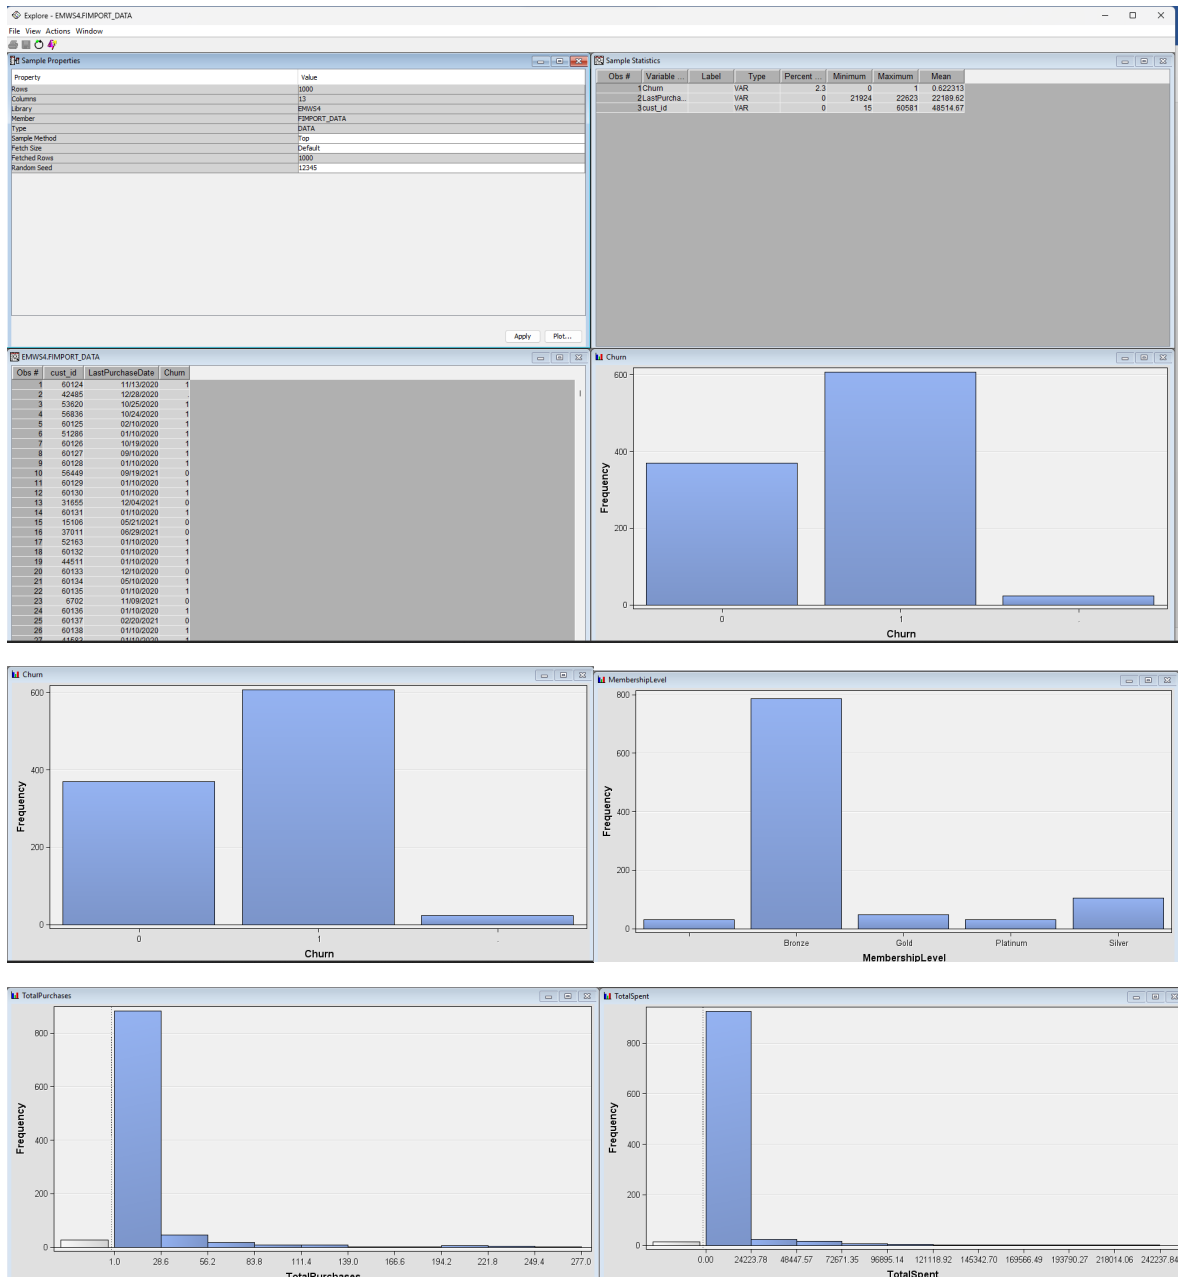 Explore - EMWS4.FIMPORT_DATA
File View Actions Window
Sample Properties
Property Value
Rows 1000
Columns 13
Library EMWS4
Member FIMPORT_DATA
Type DATA
Sample Method Top
Fetch Size Default
Fetched Rows 1000
Random Seed 12345
Apply Plot...
Sample Statistics
Obs # Variable ... Label Type Percent ... Minimum Maximum Mean
1 Churn VAR 2.3 0 1 0.622313
2 LastPurcha... VAR 0 21924 22623 22189.62
3 cust_id VAR 0 15 60581 48514.67
EMWS4.FIMPORT_DATA
Obs # cust_id LastPurchaseDate Churn
1 60124 11/13/2020 1
2 42485 12/28/2020 .
3 53620 10/25/2020 1
4 56836 10/24/2020 1
5 60125 02/10/2020 1
6 51286 01/10/2020 1
7 60126 10/19/2020 1
8 60127 09/10/2020 1
9 60128 01/10/2020 1
10 56449 09/19/2021 0
11 60129 01/10/2020 1
12 60130 01/10/2020 1
13 31655 12/04/2021 0
14 60131 01/10/2020 1
15 15106 05/21/2021 0
16 37011 06/29/2021 0
17 52163 01/10/2020 1
18 60132 01/10/2020 1
19 44511 01/10/2020 1
20 60133 12/10/2020 0
21 60134 05/10/2020 1
22 60135 01/10/2020 1
23 6702 11/09/2021 0
24 60136 01/10/2020 1
25 60137 02/20/2021 0
26 60138 01/10/2020 1
27 41583 01/10/2020 1
Churn
Frequency
600
400
200
0
0 1 .
Churn
Churn
Frequency
600
400
200
0
0 1 .
Churn
MembershipLevel
Frequency
800
600
400
200
0
Bronze Gold Platinum Silver
MembershipLevel
TotalPurchases
Frequency
800
600
400
200
0
1.0 28.6 56.2 83.8 111.4 139.0 166.6 194.2 221.8 249.4 277.0
TotalPurchases
TotalSpent
Frequency
800
600
400
200
0
0.00 24223.78 48447.57 72671.35 96895.14 121118.92 145342.70 169566.49 193790.27 218014.06 242237.84
TotalSpent